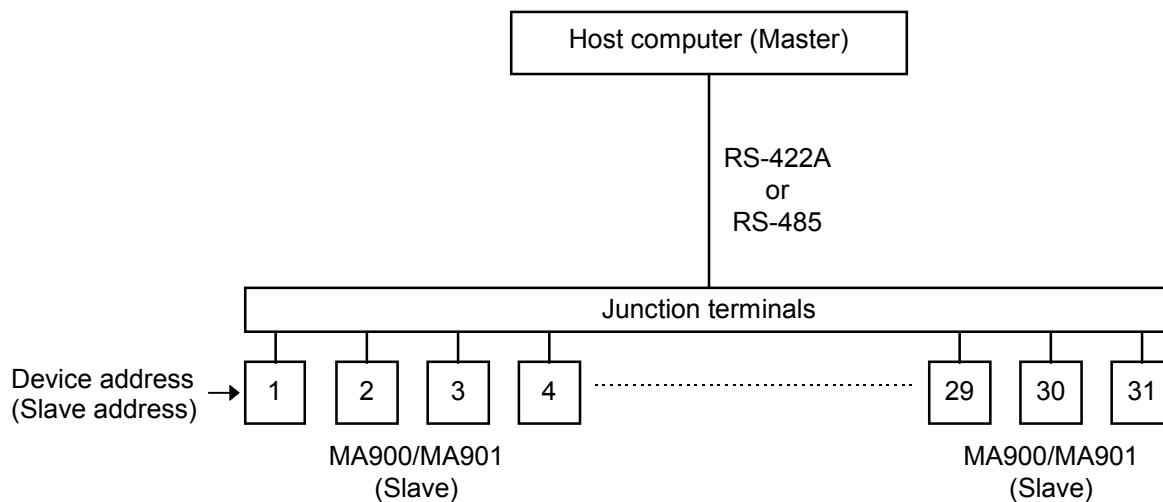 Host computer (Master)
RS-422A
or
RS-485
Junction terminals
Device address
(Slave address)
1
2
3
4
29
30
31
MA900/MA901
(Slave)
MA900/MA901
(Slave)